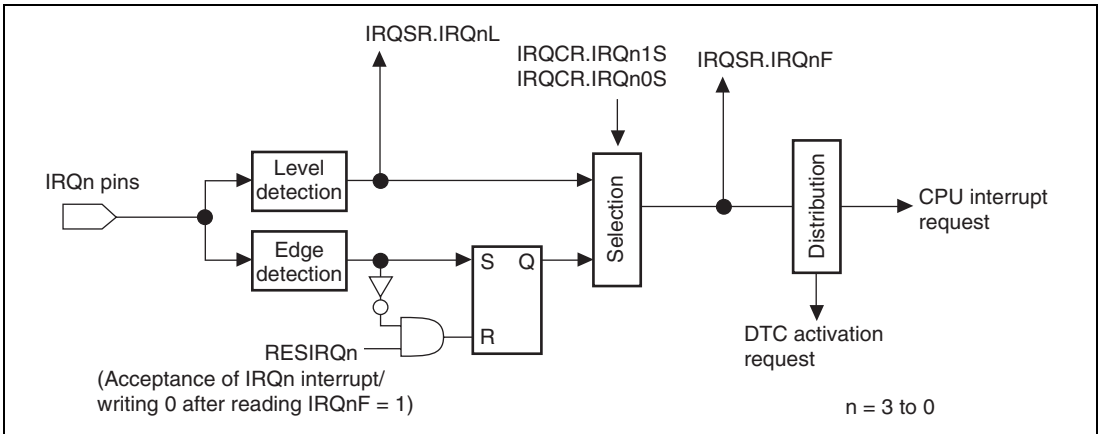 IRQSR.IRQnL
IRQCR.IRQn1S
IRQCR.IRQn0S
IRQSR.IRQnF
IRQn pins
Level
detection
Edge
detection
S Q
R
Selection
Distribution
CPU interrupt
request
DTC activation
request
RESIRQn
(Acceptance of IRQn interrupt/
writing 0 after reading IRQnF = 1)
n = 3 to 0